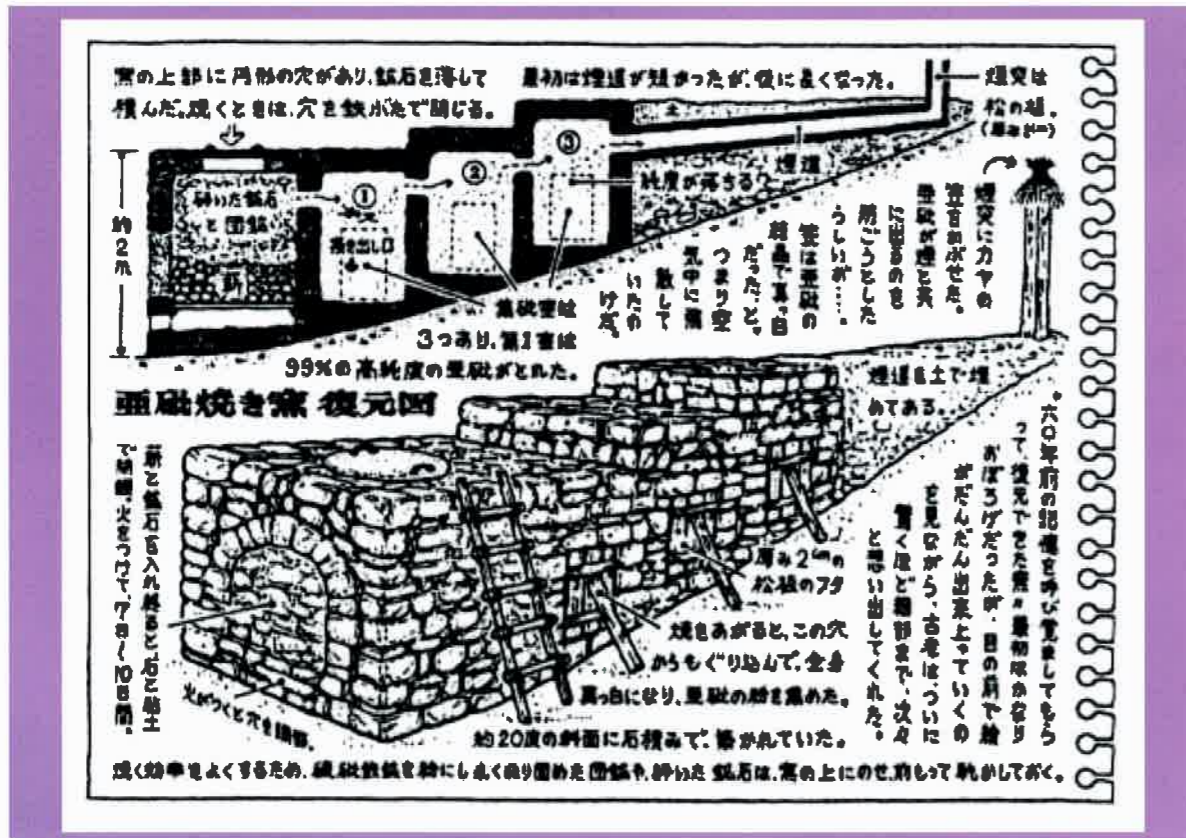 窯の上部に円形の穴があり、鉱石を落して
積んだ。焼くときは、穴を鉄ぶたで閉じる。
最初は煙道が短かったが、後に長くなった。
煙突は
松の板。
約2m
砕いた鉱石
と団鉱
薪
①
②
③
掻き出し口
純度が落ちる?
土
煙道
集砒室は
3つあり、第1室は
99%の高純度の亜砒がとれた。
煙突にカヤの
笠をかぶせた。
亜砒が煙と共
に出るのを
防ごうとした
らしいが……。
笠は亜砒の
結晶で真っ白
だった、と。
つまり空
気中に飛
散して
いたの
けだ。
亜砒焼き窯 復元図
煙道を土で埋
めてある。
薪と鉱石を入れ終ると、石と粘土
で閉鎖。火をつけて、7日~10日間。
火がつくと穴を調節。
厚み2cmの
松板のフタ
焼きあがると、この穴
からもぐり込んで、全身
真っ白になり、亜砒の粉を集めた。
約20度の斜面に石積みで、築かれていた。
六〇年前の記憶を呼び覚ましてもら
って、復元できた窯。最初はかなり
おぼろげだったが、目の前で絵
がだんだん出来上っていくの
を見ながら、古老はついに
驚くほど細部まで、次々
と思い出してくれた。
焼く効率をよくするため、硫砒鉄鉱を粉にし丸くねり固めた団鉱や、砕いた鉱石は、窯の上にのせ、前もって乾かしておく。